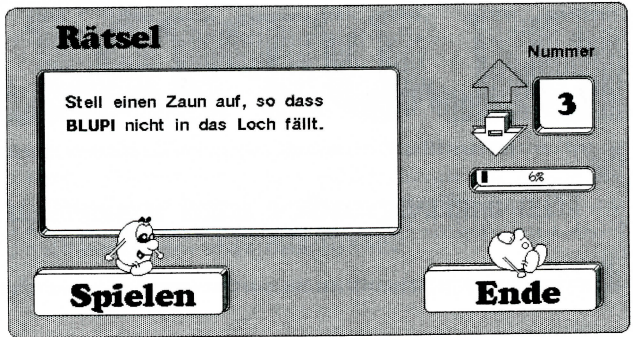 Rätsel
Nummer
Stell einen Zaun auf, so dass
BLUPI nicht in das Loch fällt.
3
6%
Spielen
Ende